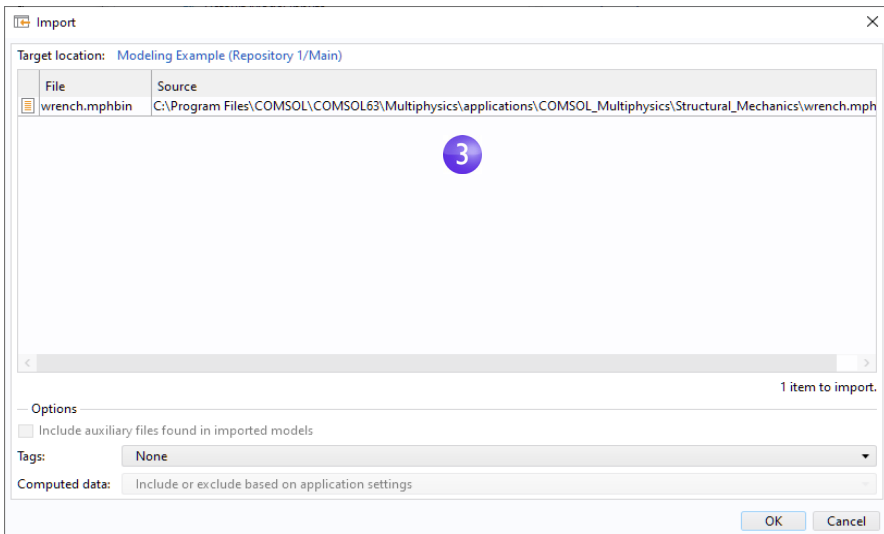 Import
Target location: Modeling Example (Repository 1/Main)
File Source
wrench.mphbin C:\Program Files\COMSOL\COMSOL63\Multiphysics\applications\COMSOL_Multiphysics\Structural_Mechanics\wrench.mph
3
1 item to import.
Options
Include auxiliary files found in imported models
Tags: None
Computed data: Include or exclude based on application settings
OK Cancel